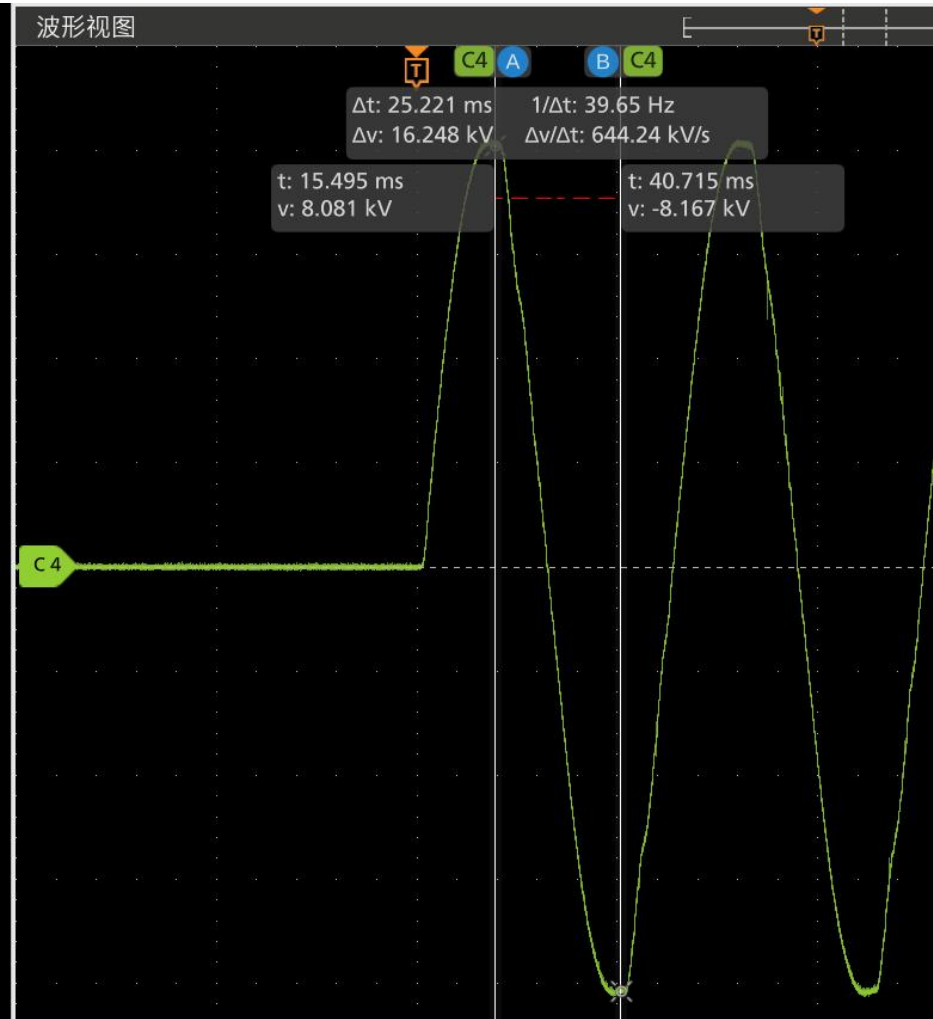 波形视图
T
T
C4 A B C4
Δt: 25.221 ms 1/Δt: 39.65 Hz
Δv: 16.248 kV Δv/Δt: 644.24 kV/s
t: 15.495 ms
v: 8.081 kV
t: 40.715 ms
v: -8.167 kV
C 4